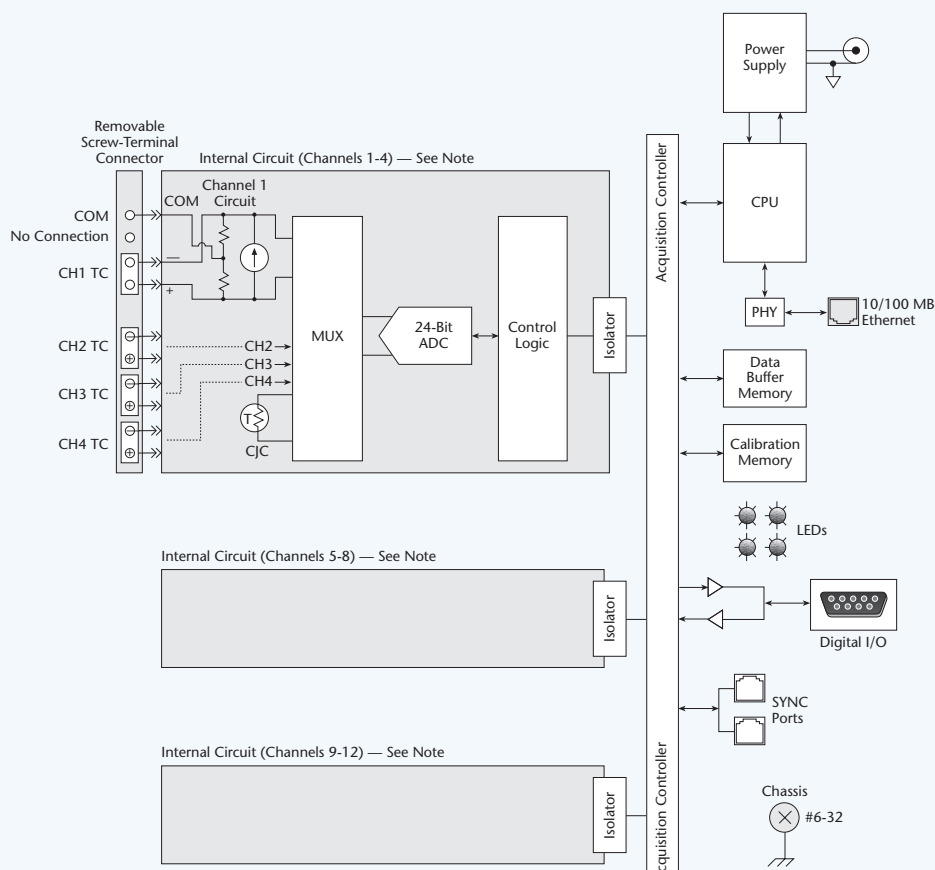 Power
Supply
Removable
Screw-Terminal
Connector
Internal Circuit (Channels 1-4) — See Note
Acquisition Controller
Channel 1
Circuit
COM
CPU
COM
No Connection
—
CH1 TC
+
10/100 MB
Ethernet
PHY
MUX
24-Bit
ADC
Control
Logic
Isolator
CH2 TC
CH2
CH3
CH4
CH3 TC
Data
Buffer
Memory
T
CJC
CH4 TC
Calibration
Memory
LEDs
Internal Circuit (Channels 5-8) — See Note
Isolator
Digital I/O
SYNC
Ports
Internal Circuit (Channels 9-12) — See Note
Isolator
Acquisition Controller
Chassis
#6-32